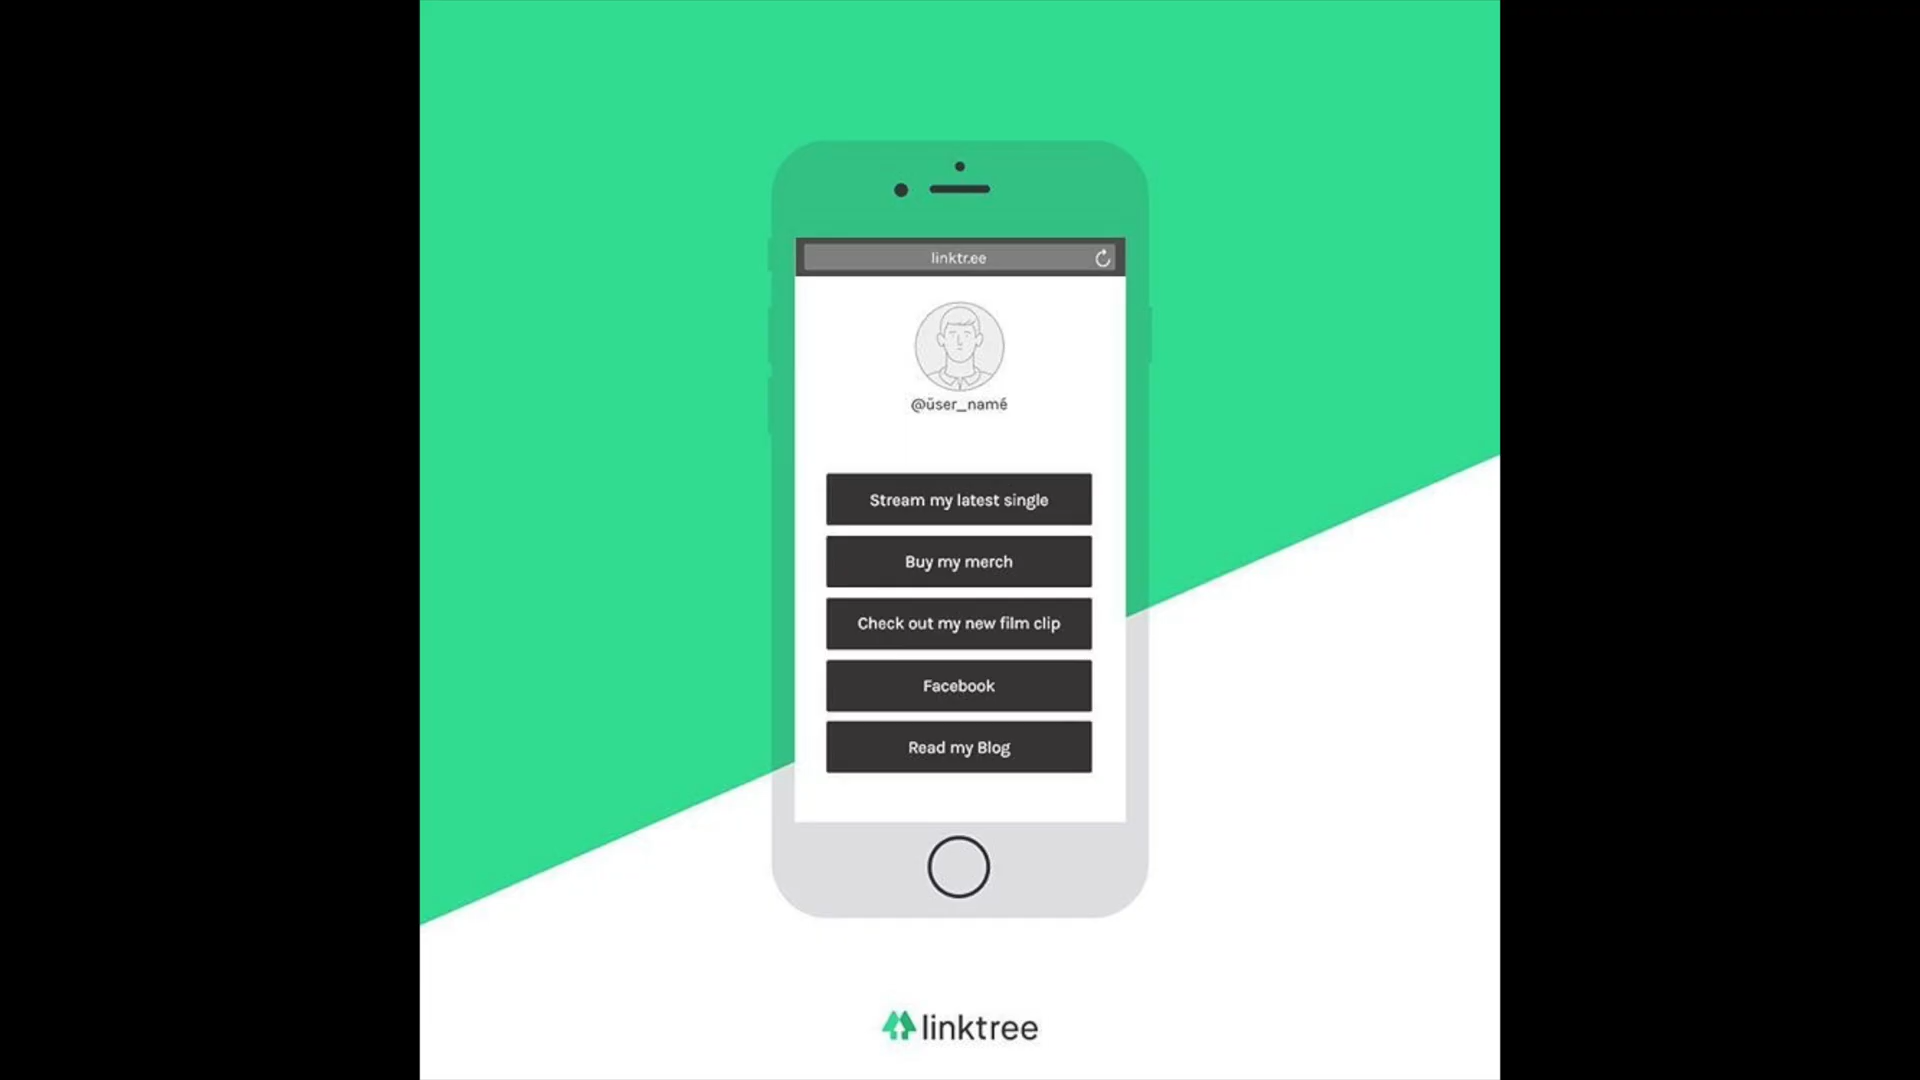 linktr.ee
@ūser_namé
Stream my latest single
Buy my merch
Check out my new film clip
Facebook
Read my Blog
linktree